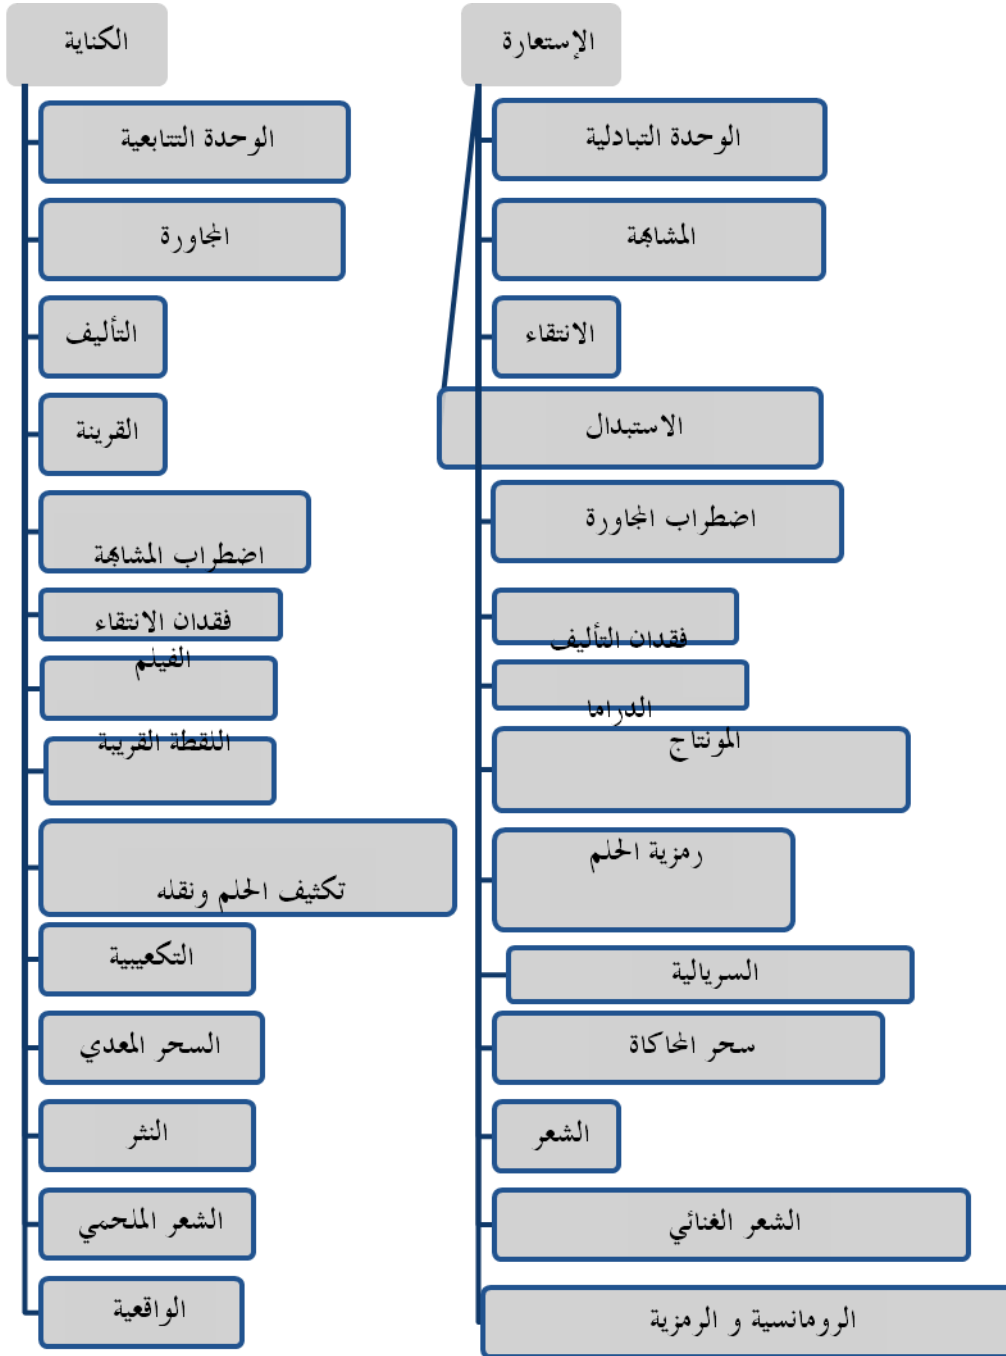 الإستعارة
الوحدة التبادلية
المشابهة
الانتقاء
الاستبدال
اضطراب المجاورة
فقدان التأليف
الدراما
المونتاج
رمزية الحلم
السريالية
سحر المحاكاة
الشعر
الشعر الغنائي
الرومانسية و الرمزية
الكناية
الوحدة التتابعية
المجاورة
التأليف
القرينة
اضطراب المشابهة
فقدان الانتقاء
الفيلم
اللقطة القريبة
تكثيف الحلم ونقله
التكعيبية
السحر المعدي
النثر
الشعر الملحمي
الواقعية